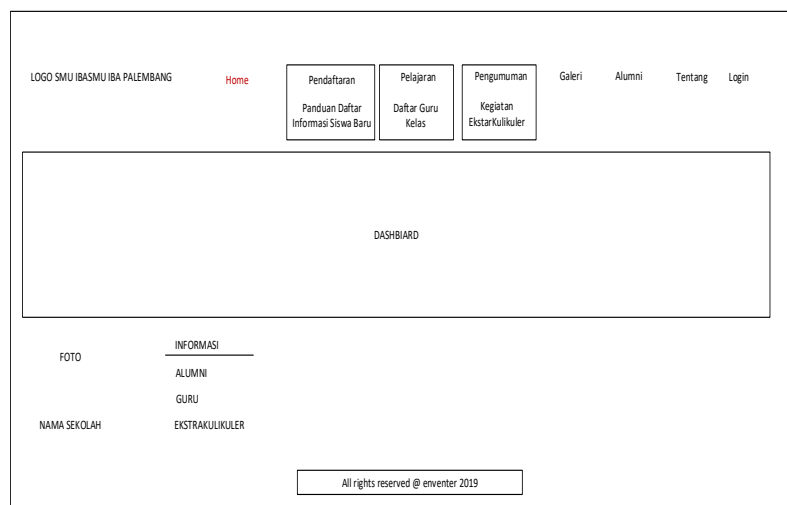 LOGO SMU IBASMU IBA PALEMBANG
Home
Pendaftaran
Panduan Daftar
Informasi Siswa Baru
Pelajaran
Daftar Guru
Kelas
Pengumuman
Kegiatan
EkstarKulikuler
Galeri
Alumni
Tentang
Login
DASHBIARD
FOTO
NAMA SEKOLAH
INFORMASI
ALUMNI
GURU
EKSTRAKULIKULER
All rights reserved @ enventer 2019